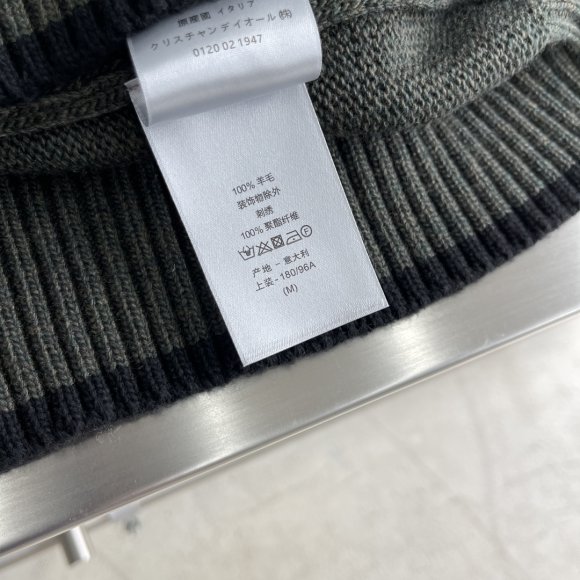 原産国 イタリア
クリスチャンディオール㈱
0120 02 1947
100% 羊毛
装饰物除外
刺绣
100% 聚酯纤维
F
产地 - 意大利
上装 - 180/96A
(M)